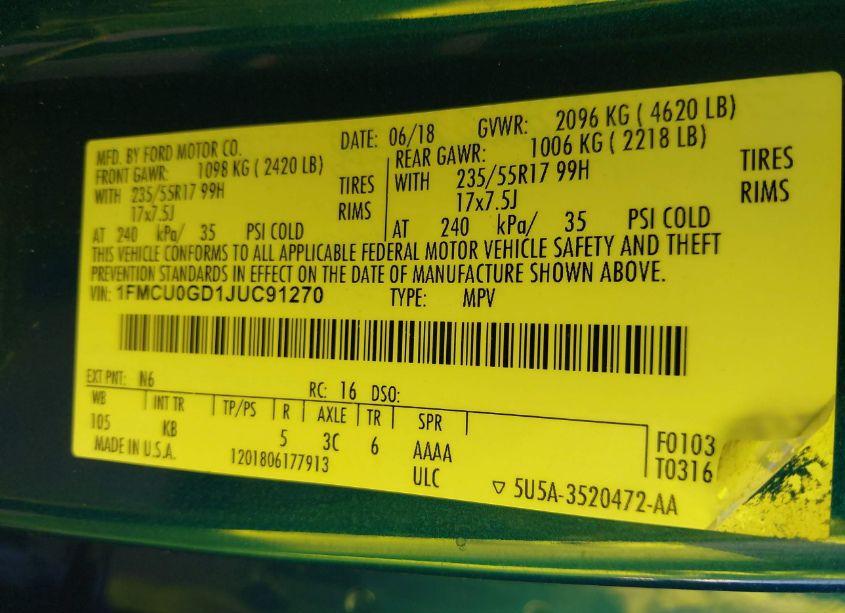 MFD. BY FORD MOTOR CO. DATE: 06/18 GVWR: 2096 KG ( 4620 LB)
FRONT GAWR: 1098 KG ( 2420 LB) REAR GAWR: 1006 KG ( 2218 LB)
WITH 235/55R17 99H TIRES WITH 235/55R17 99H TIRES
17x7.5J RIMS 17x7.5J RIMS
AT 240 kPa/ 35 PSI COLD AT 240 kPa/ 35 PSI COLD
THIS VEHICLE CONFORMS TO ALL APPLICABLE FEDERAL MOTOR VEHICLE SAFETY AND THEFT
PREVENTION STANDARDS IN EFFECT ON THE DATE OF MANUFACTURE SHOWN ABOVE.
VIN: 1FMCU0GD1JUC91270 TYPE: MPV
EXT PNT: N6 RC: 16 DSO:
WB INT TR TP/PS R AXLE TR SPR F0103
105 KB 5 3C 6 AAAA T0316
MADE IN U.S.A. 1201806177913 ULC ▽ 5U5A-3520472-AA